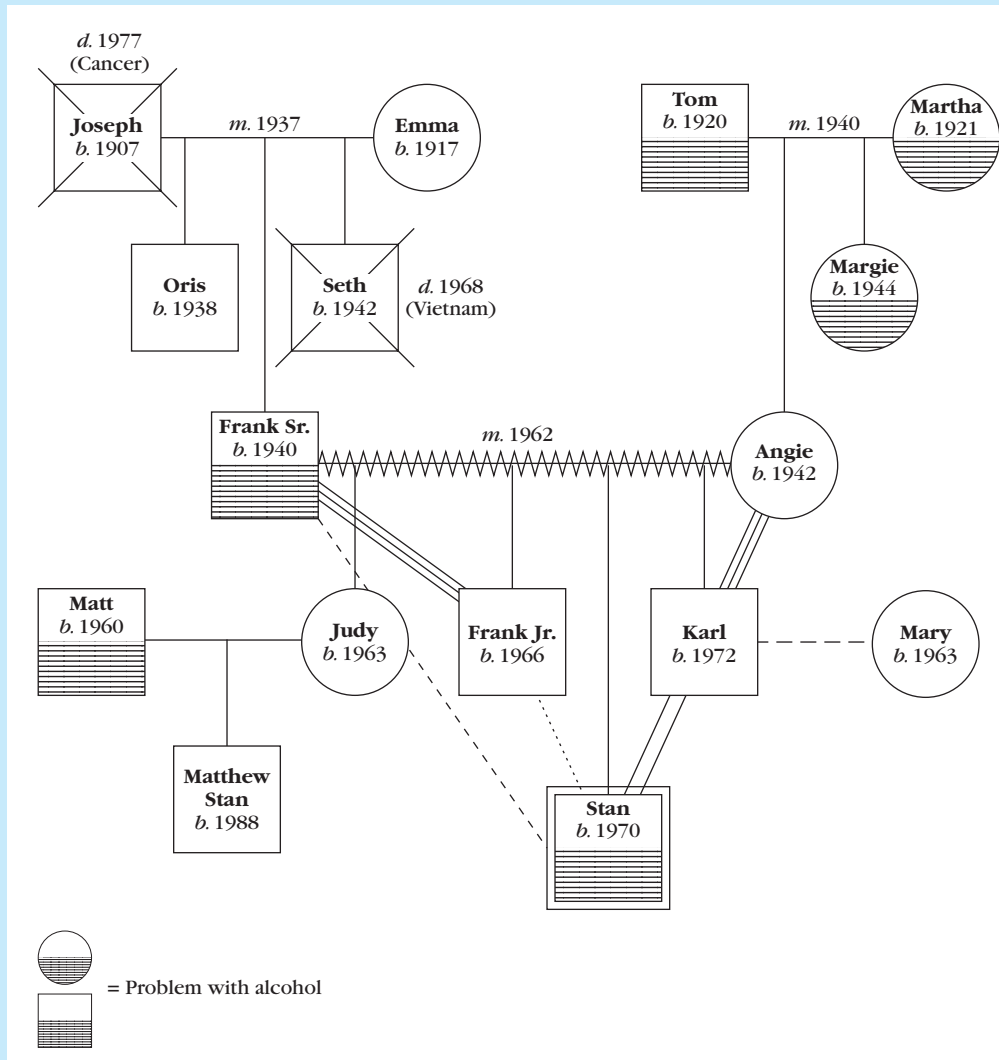 d. 1977
(Cancer)
Joseph
b. 1907
m. 1937
Emma
b. 1917
Tom
b. 1920
m. 1940
Martha
b. 1921
Oris
b. 1938
Seth
b. 1942
d. 1968
(Vietnam)
Margie
b. 1944
Frank Sr.
b. 1940
m. 1962
Angie
b. 1942
Matt
b. 1960
Judy
b. 1963
Frank Jr.
b. 1966
Karl
b. 1972
Mary
b. 1963
Matthew
Stan
b. 1988
Stan
b. 1970
= Problem with alcohol